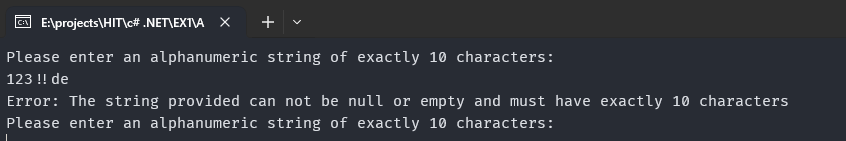 E:\projects\HIT\c# .NET\EX1\A
Please enter an alphanumeric string of exactly 10 characters:
123!!de
Error: The string provided can not be null or empty and must have exactly 10 characters
Please enter an alphanumeric string of exactly 10 characters: